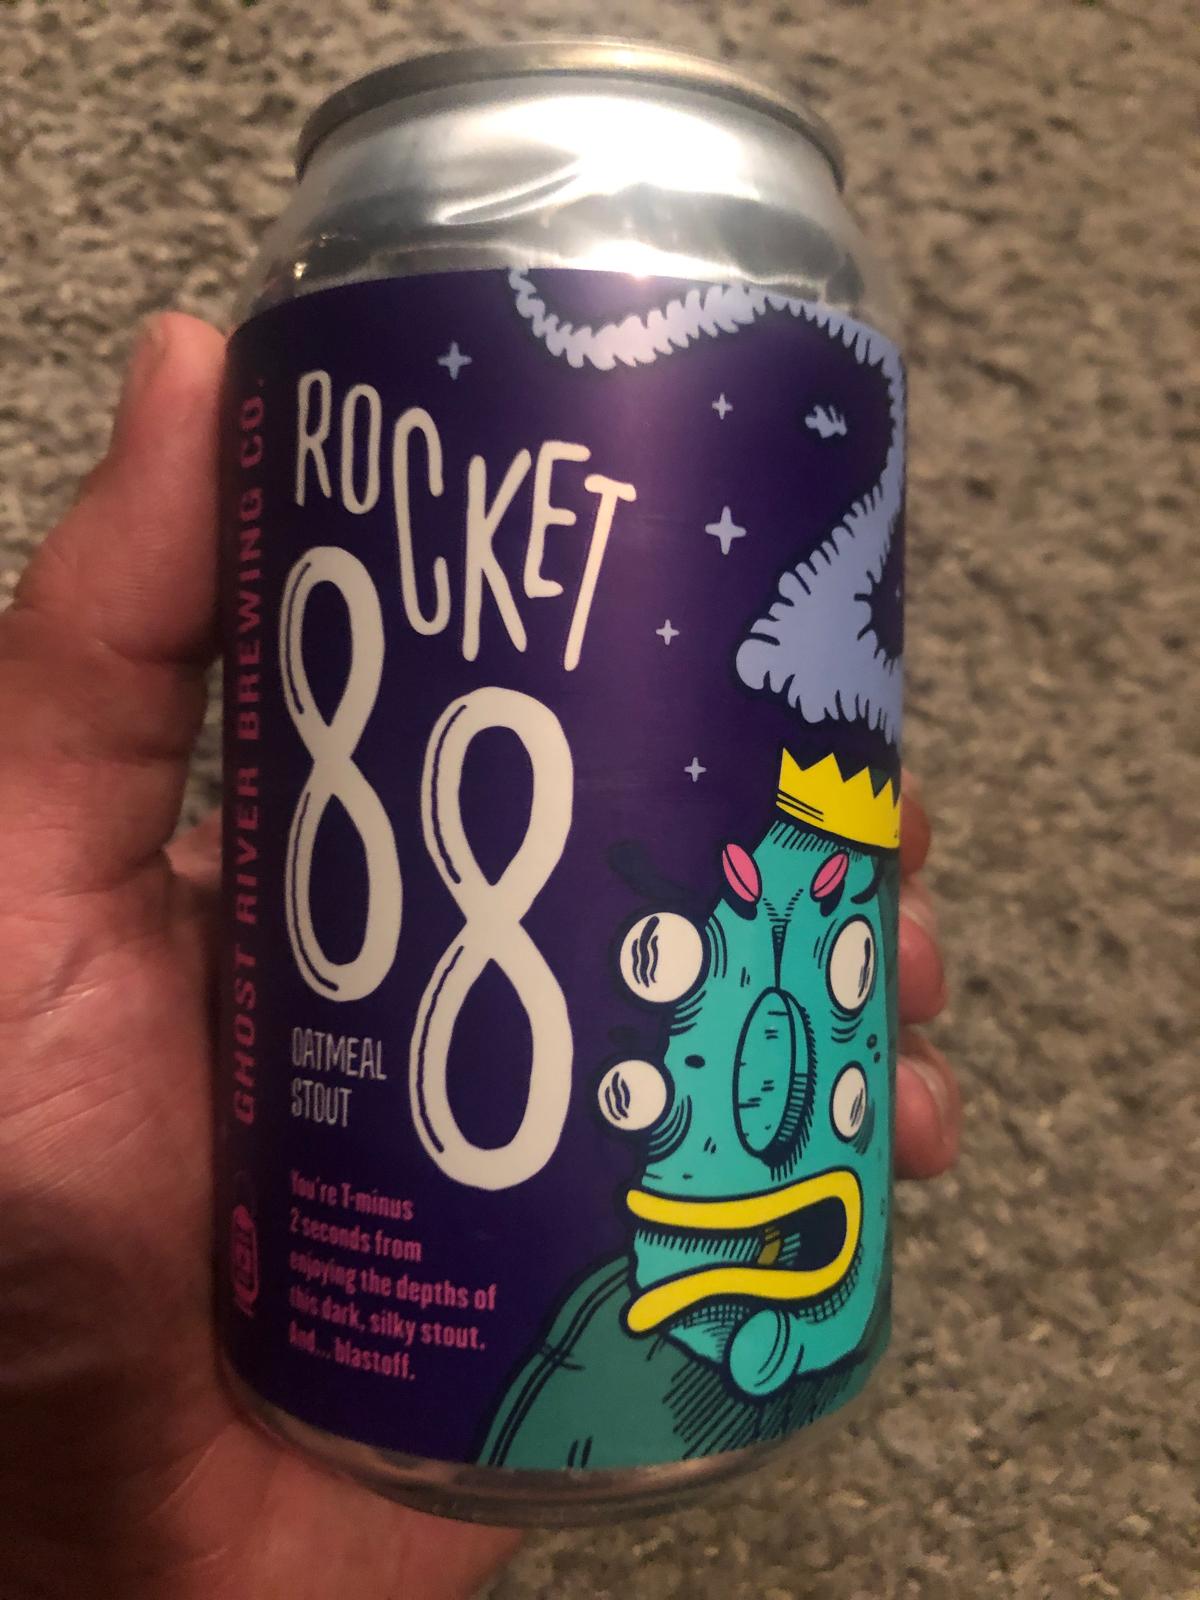 GHOST RIVER BREWING CO.
ROCKET
88
OATMEAL
STOUT
You're T-minus
2 seconds from
enjoying the depths of
this dark, silky stout.
And... blastoff.